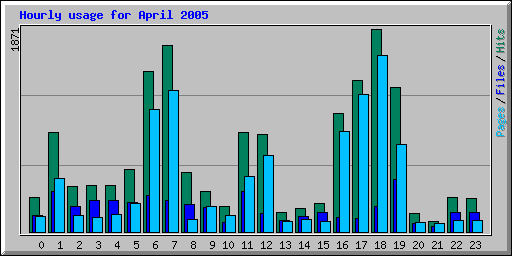 Hourly usage for April 2005
1871
Pages / Files / Hits
0 1 2 3 4 5 6 7 8 9 10 11 12 13 14 15 16 17 18 19 20 21 22 23